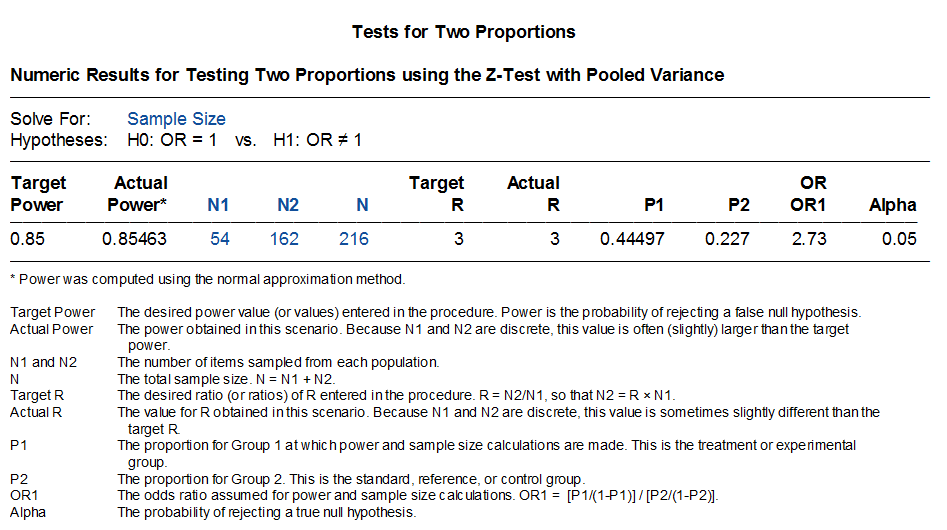 Tests for Two Proportions
Numeric Results for Testing Two Proportions using the Z-Test with Pooled Variance
Solve For: Sample Size
Hypotheses: H0: OR = 1 vs. H1: OR ≠ 1
Target Actual Target Actual OR
Power Power* N1 N2 N R R P1 P2 OR1 Alpha
0.85 0.85463 54 162 216 3 3 0.44497 0.227 2.73 0.05
* Power was computed using the normal approximation method.
Target Power The desired power value (or values) entered in the procedure. Power is the probability of rejecting a false null hypothesis.
Actual Power The power obtained in this scenario. Because N1 and N2 are discrete, this value is often (slightly) larger than the target
power.
N1 and N2 The number of items sampled from each population.
N The total sample size. N = N1 + N2.
Target R The desired ratio (or ratios) of R entered in the procedure. R = N2/N1, so that N2 = R × N1.
Actual R The value for R obtained in this scenario. Because N1 and N2 are discrete, this value is sometimes slightly different than the
target R.
P1 The proportion for Group 1 at which power and sample size calculations are made. This is the treatment or experimental
group.
P2 The proportion for Group 2. This is the standard, reference, or control group.
OR1 The odds ratio assumed for power and sample size calculations. OR1 = [P1/(1-P1)] / [P2/(1-P2)].
Alpha The probability of rejecting a true null hypothesis.